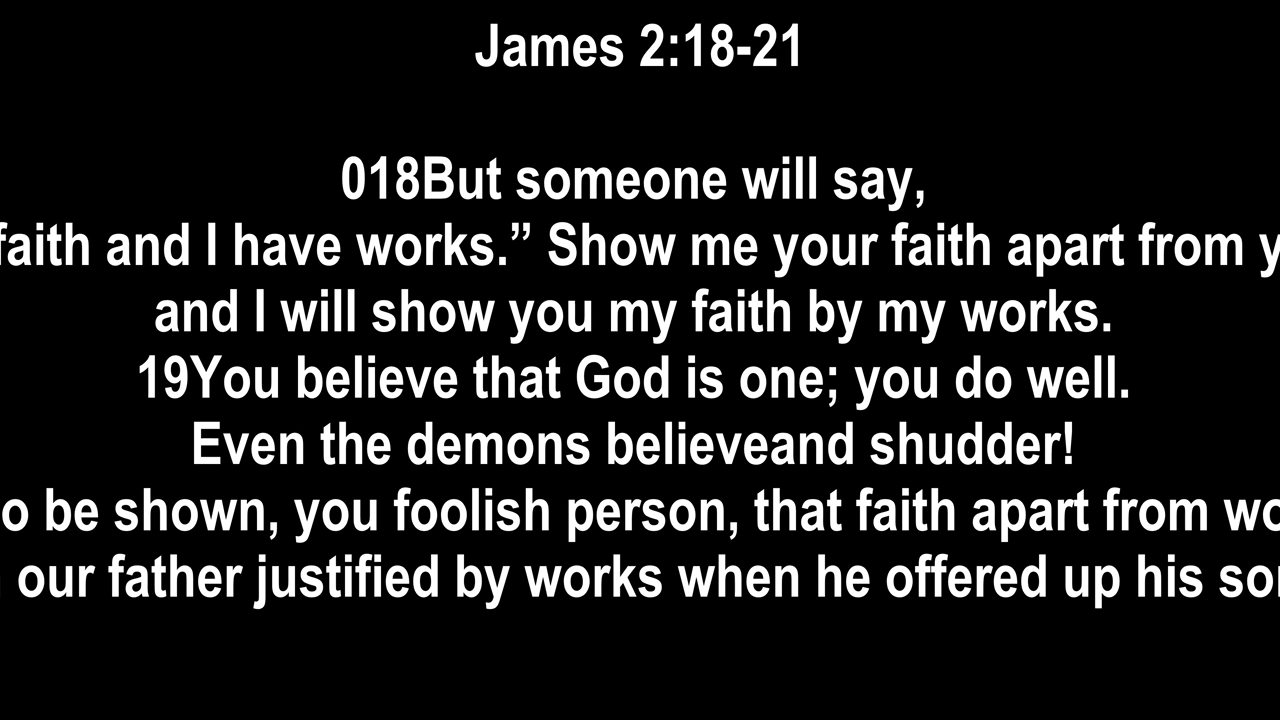 James 2:18-21
018But someone will say,
faith and I have works.” Show me your faith apart from
and I will show you my faith by my works.
19You believe that God is one; you do well.
Even the demons believeand shudder!
o be shown, you foolish person, that faith apart from wo
our father justified by works when he offered up his so